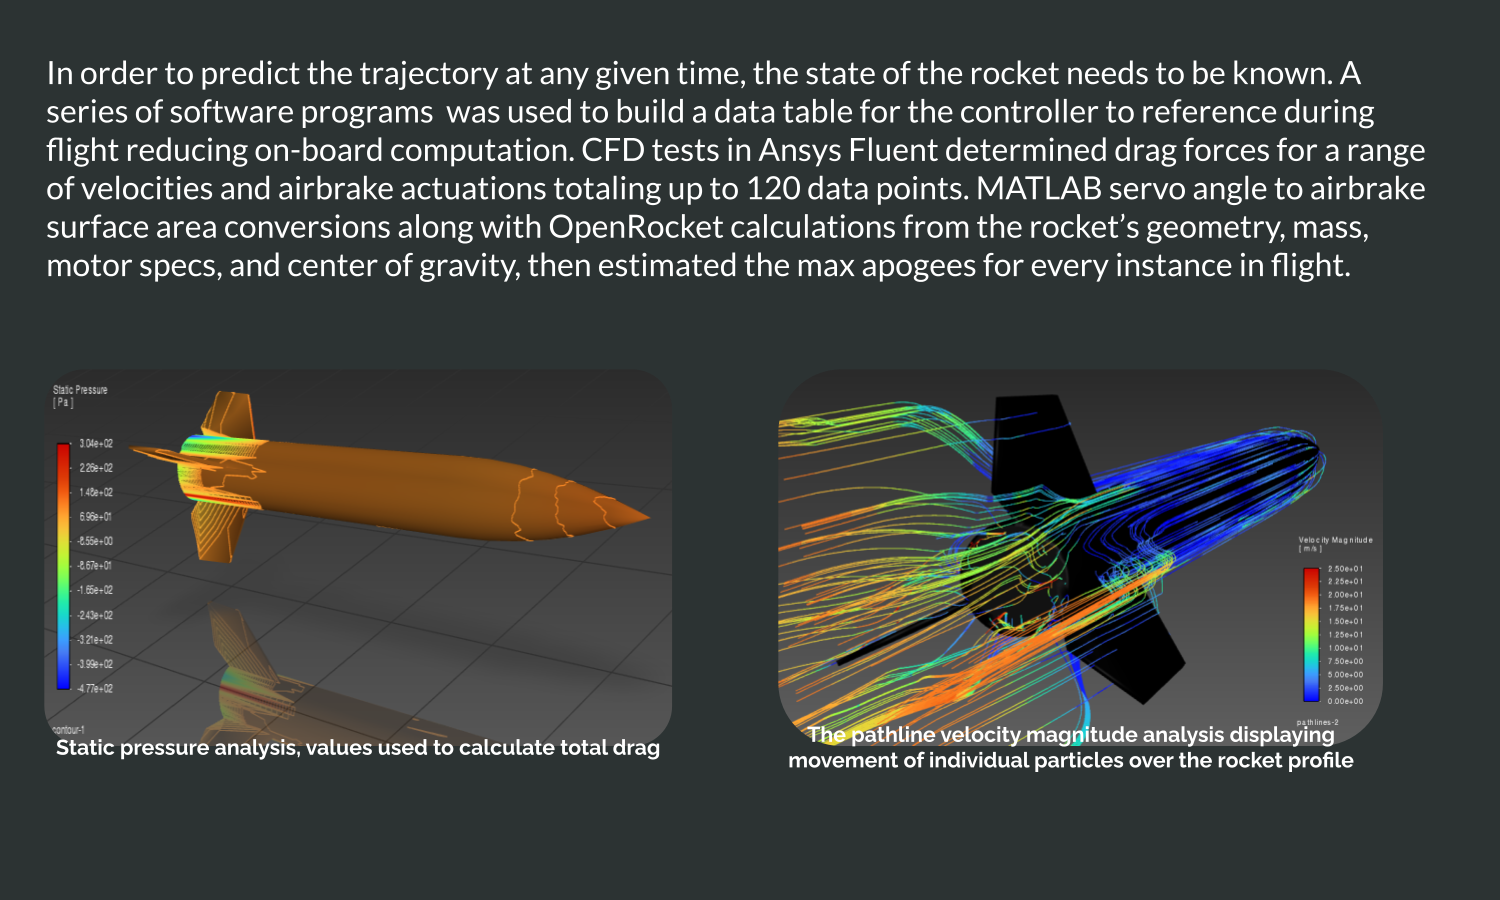 In order to predict the trajectory at any given time, the state of the rocket needs to be known. A
series of software programs  was used to build a data table for the controller to reference during
flight reducing on-board computation. CFD tests in Ansys Fluent determined drag forces for a range
of velocities and airbrake actuations totaling up to 120 data points. MATLAB servo angle to airbrake
surface area conversions along with OpenRocket calculations from the rocket’s geometry, mass,
motor specs, and center of gravity, then estimated the max apogees for every instance in flight.
Static Pressure
[ Pa ]
3.04e+02
2.26e+02
1.48e+02
6.96e+01
-8.67e+01
-1.65e+02
-2.43e+02
-3.21e+02
-3.99e+02
-4.77e+02
contour-1
Static pressure analysis, values used to calculate total drag
Velocity Magnitude
[ m/s ]
2.50e+01
2.25e+01
2.00e+01
1.75e+01
1.50e+01
1.25e+01
1.00e+01
7.50e+00
5.00e+00
2.50e+00
0.00e+00
pathlines-2
The pathline velocity magnitude analysis displaying
movement of individual particles over the rocket profile